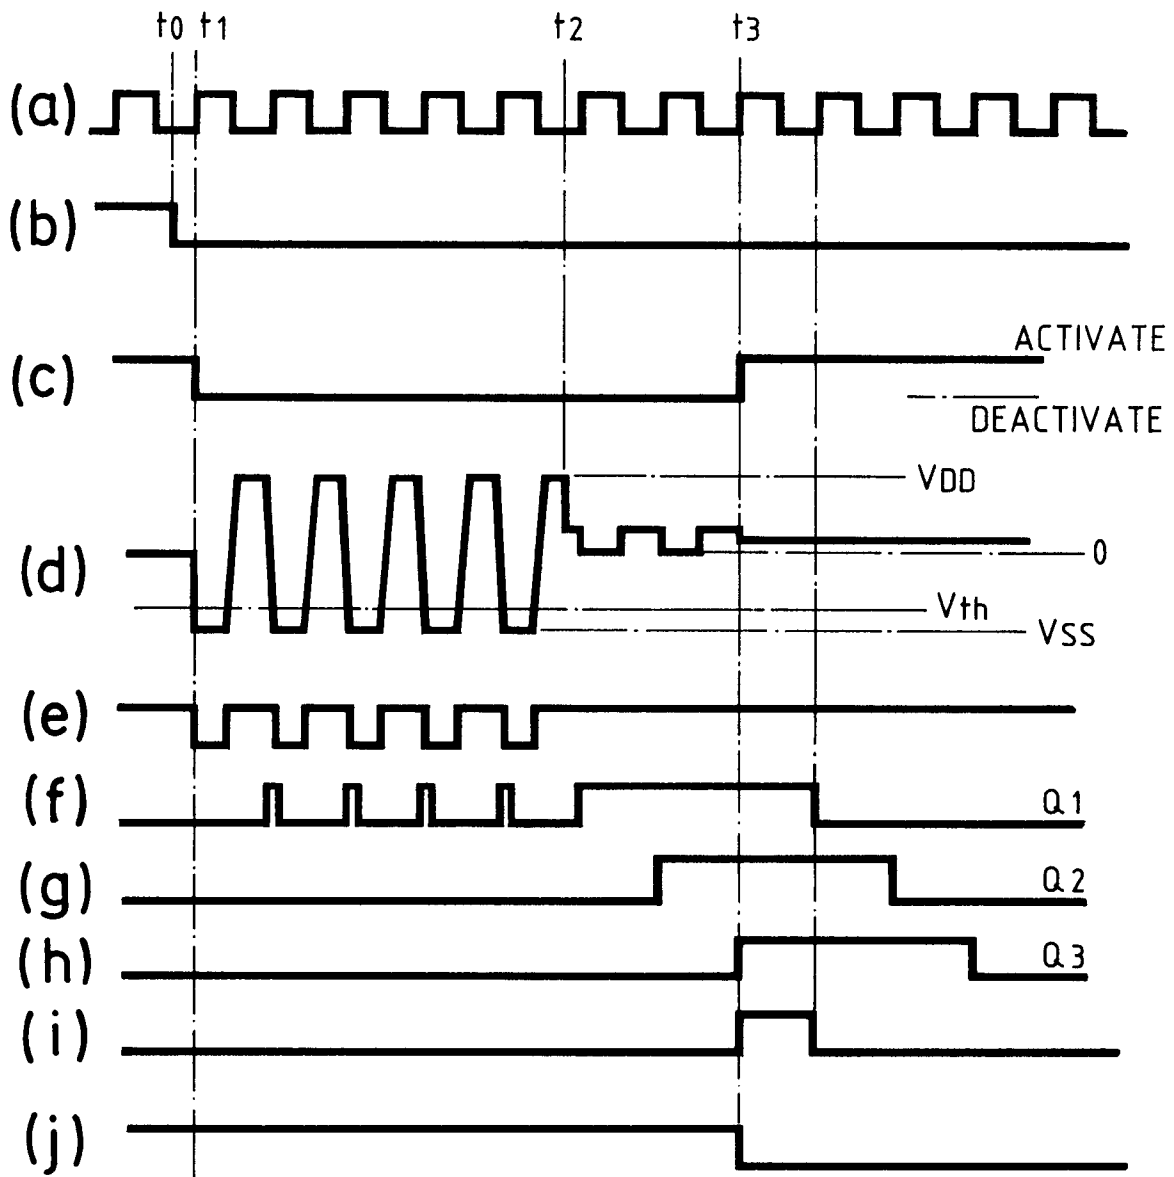 t0 t1 t2 t3
(a)
(b)
ACTIVATE
(c)
DEACTIVATE
VDD
0
(d)
Vth
VSS
(e)
(f) Q1
(g) Q2
(h) Q3
(i)
(j)